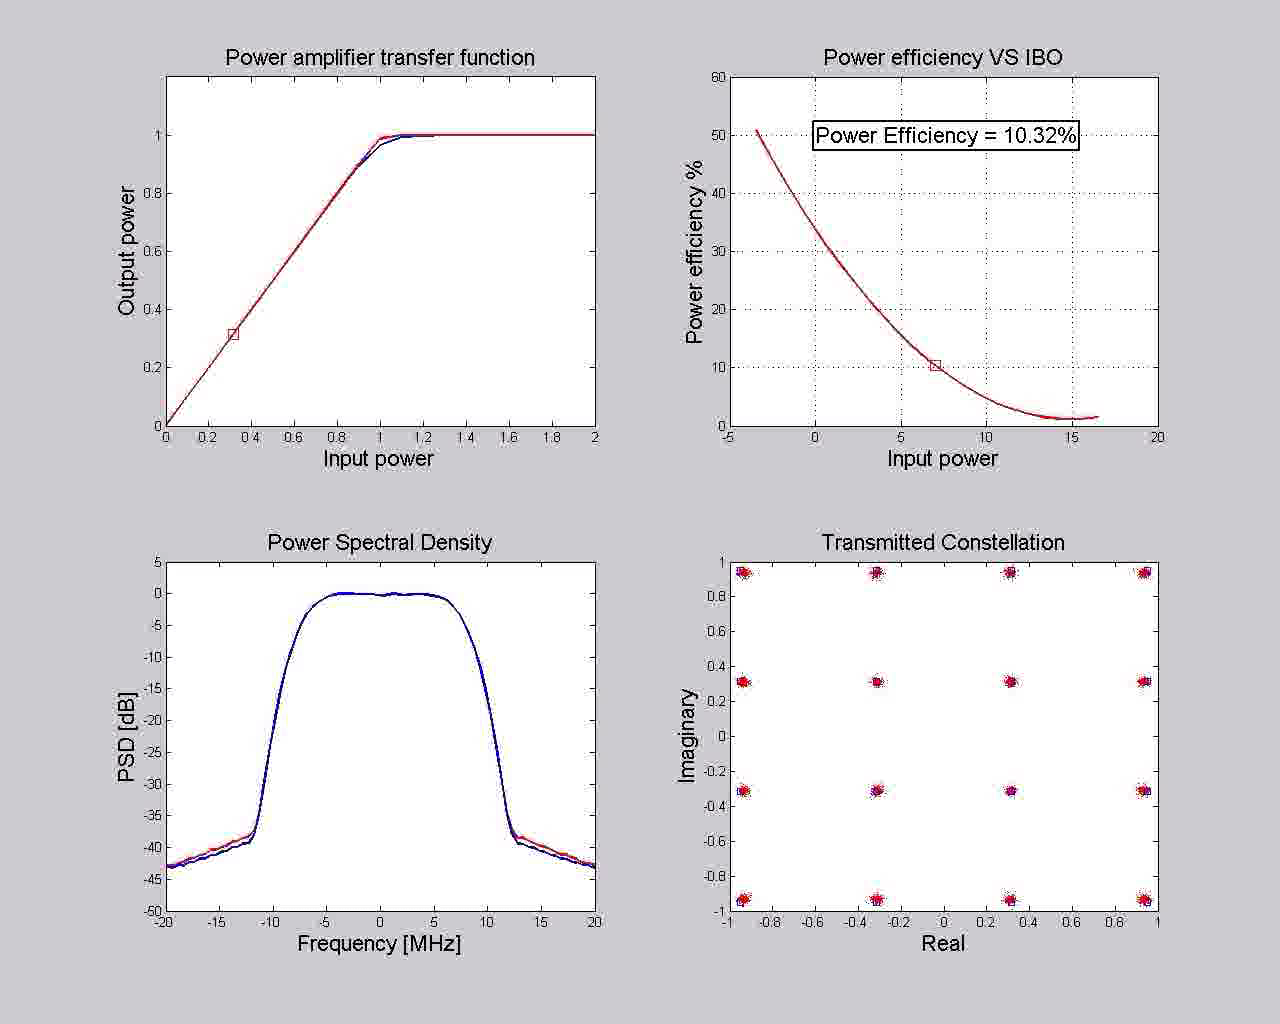 Power amplifier transfer function
Output power
1
0.8
0.6
0.4
0.2
0
0 0.2 0.4 0.6 0.8 1 1.2 1.4 1.6 1.8 2
Input power
Power efficiency VS IBO
Power efficiency %
60
50
40
30
20
10
0
Power Efficiency = 10.32%
-5 0 5 10 15 20
Input power
Power Spectral Density
PSD [dB]
5
0
-5
-10
-15
-20
-25
-30
-35
-40
-45
-50
-20 -15 -10 -5 0 5 10 15 20
Frequency [MHz]
Transmitted Constellation
Imaginary
1
0.8
0.6
0.4
0.2
0
-0.2
-0.4
-0.6
-0.8
-1
-1 -0.8 -0.6 -0.4 -0.2 0 0.2 0.4 0.6 0.8 1
Real